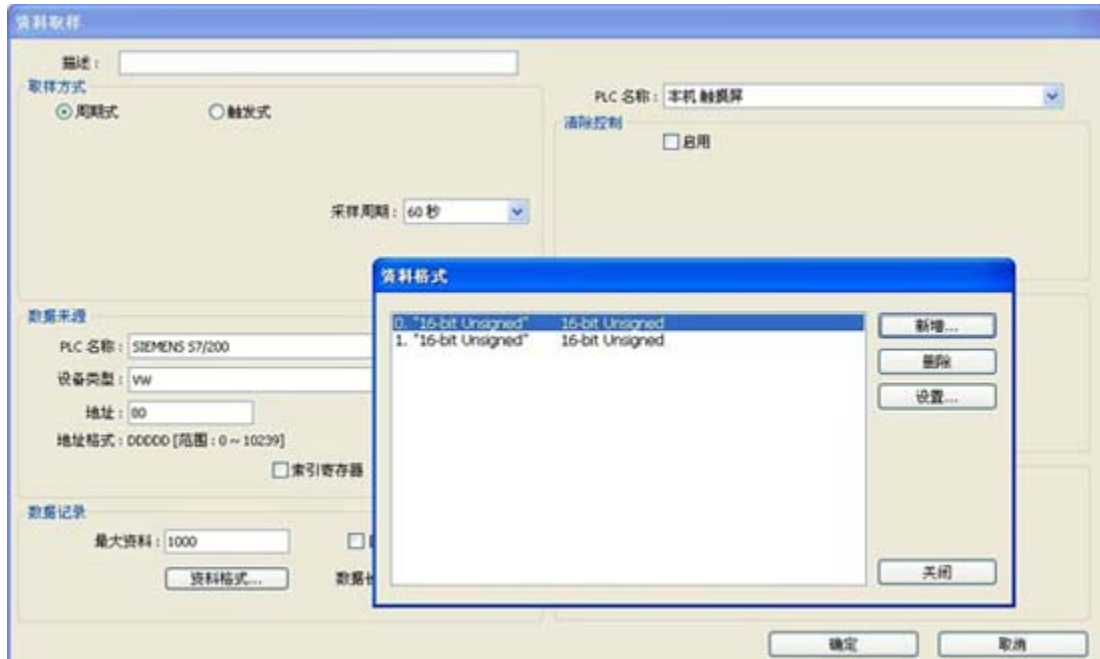 资料取样
描述：
取样方式
周期式
触发式
采样周期： 60 秒
PLC 名称： 本机 触摸屏
清除控制
启用
数据来源
PLC 名称： SIEMENS S7/200
设备类型： VW
地址： 80
地址格式：DDDDD [范围：0 ~ 10239]
索引寄存器
数据记录
最大资料： 1000
资料格式...
资料格式
0. "16-bit Unsigned" 16-bit Unsigned
1. "16-bit Unsigned" 16-bit Unsigned
新增...
删除
设置...
关闭
确定
取消